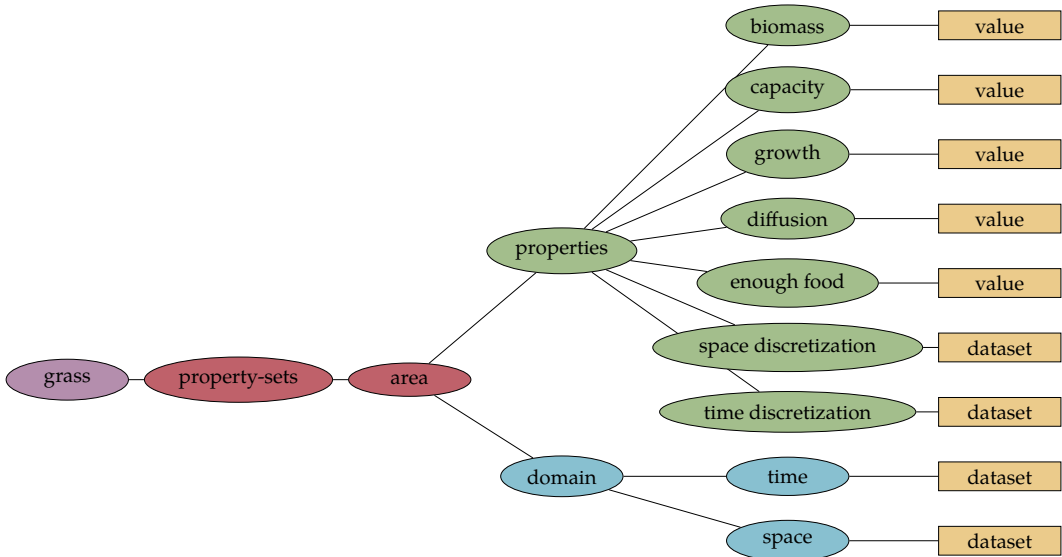 biomass
value
capacity
value
growth
value
diffusion
value
properties
enough food
value
space discretization
dataset
grass
property-sets
area
time discretization
dataset
domain
time
dataset
space
dataset